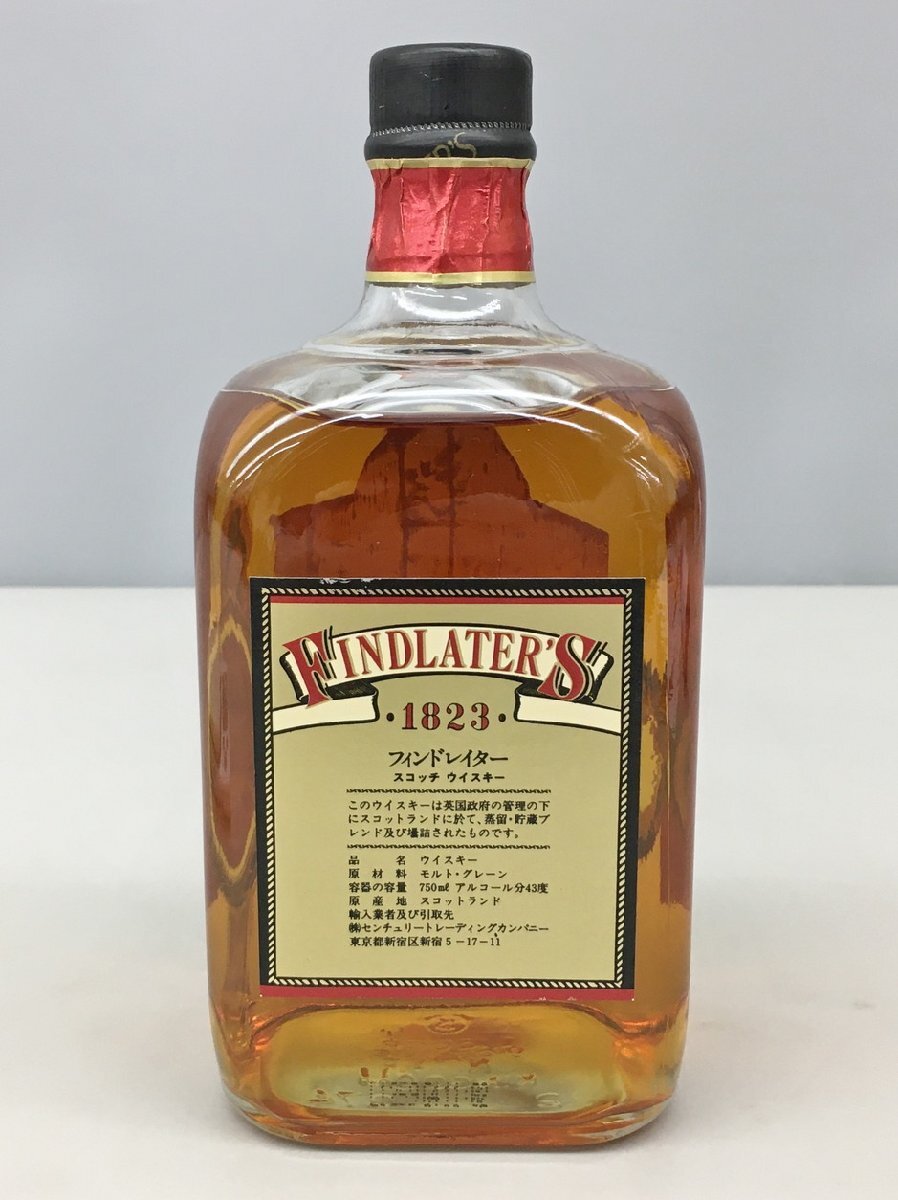 FINDLATER'S
・1823・
フィンドレイター
スコッチ ウイスキー
このウイスキーは英国政府の管理の下
にスコットランドに於て、蒸留・貯蔵ブ
レンド及び壜詰されたものです。
品 名 ウイスキー
原材料 モルト・グレーン
容器の容量 750mℓ アルコール分43度
原産地 スコットランド
輸入業者及び引取先
㈱センチュリートレーディングカンパニー
東京都新宿区新宿5-17-11